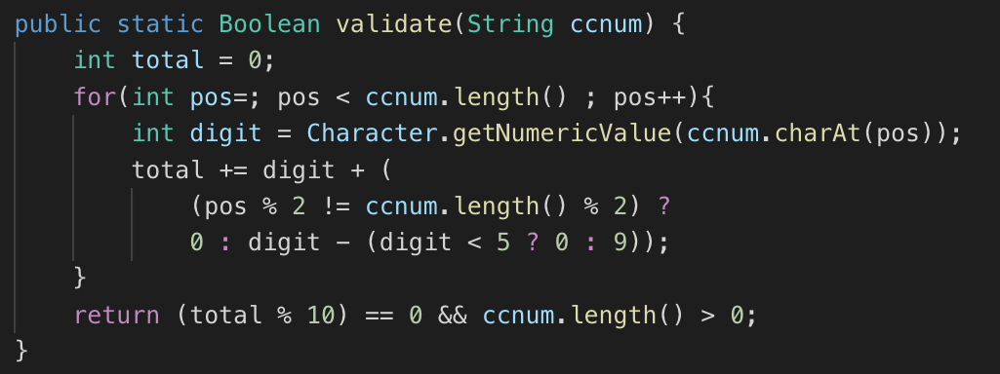 public static Boolean validate(String ccnum) {
    int total = 0;
    for(int pos=; pos < ccnum.length() ; pos++){
        int digit = Character.getNumericValue(ccnum.charAt(pos));
        total += digit + (
            (pos % 2 != ccnum.length() % 2) ?
            0 : digit - (digit < 5 ? 0 : 9));
    }
    return (total % 10) == 0 && ccnum.length() > 0;
}